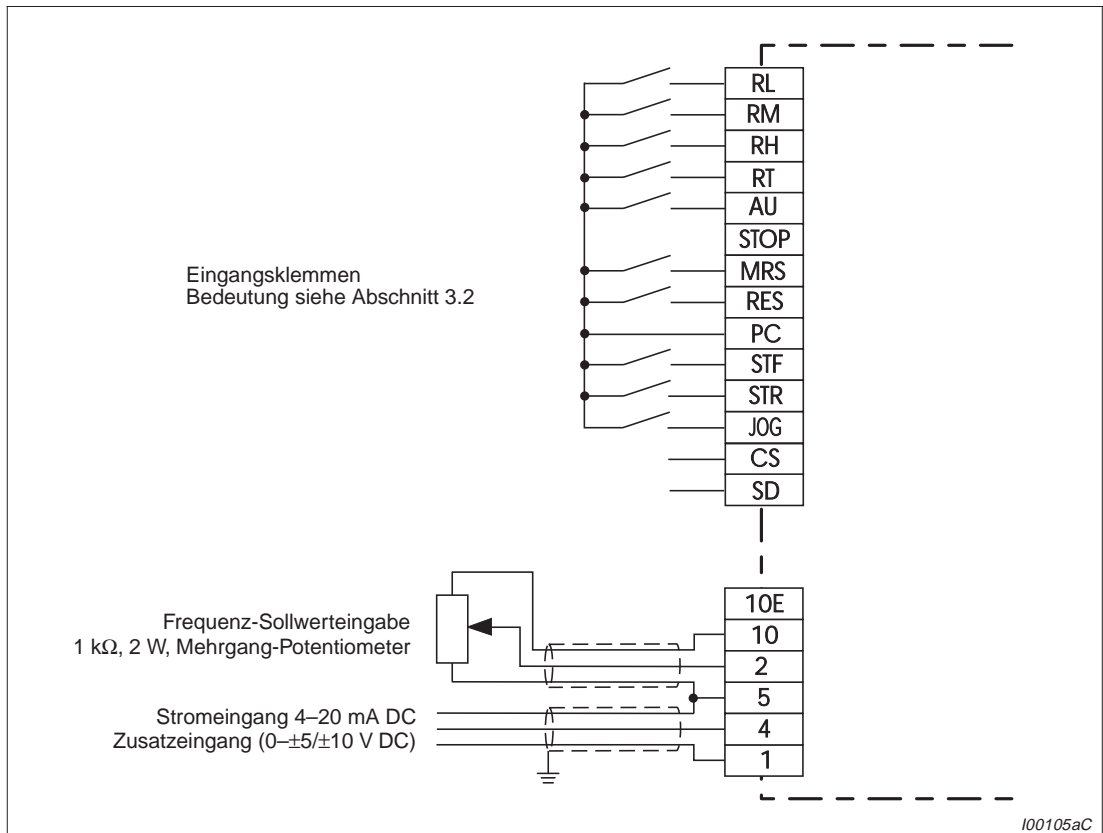 RL
RM
RH
RT
AU
STOP
MRS
RES
PC
STF
STR
JOG
CS
SD
Eingangsklemmen
Bedeutung siehe Abschnitt 3.2
10E
10
2
5
4
1
Frequenz-Sollwerteingabe
1 kΩ, 2 W, Mehrgang-Potentiometer
Stromeingang 4–20 mA DC
Zusatzeingang (0–±5/±10 V DC)
I00105aC